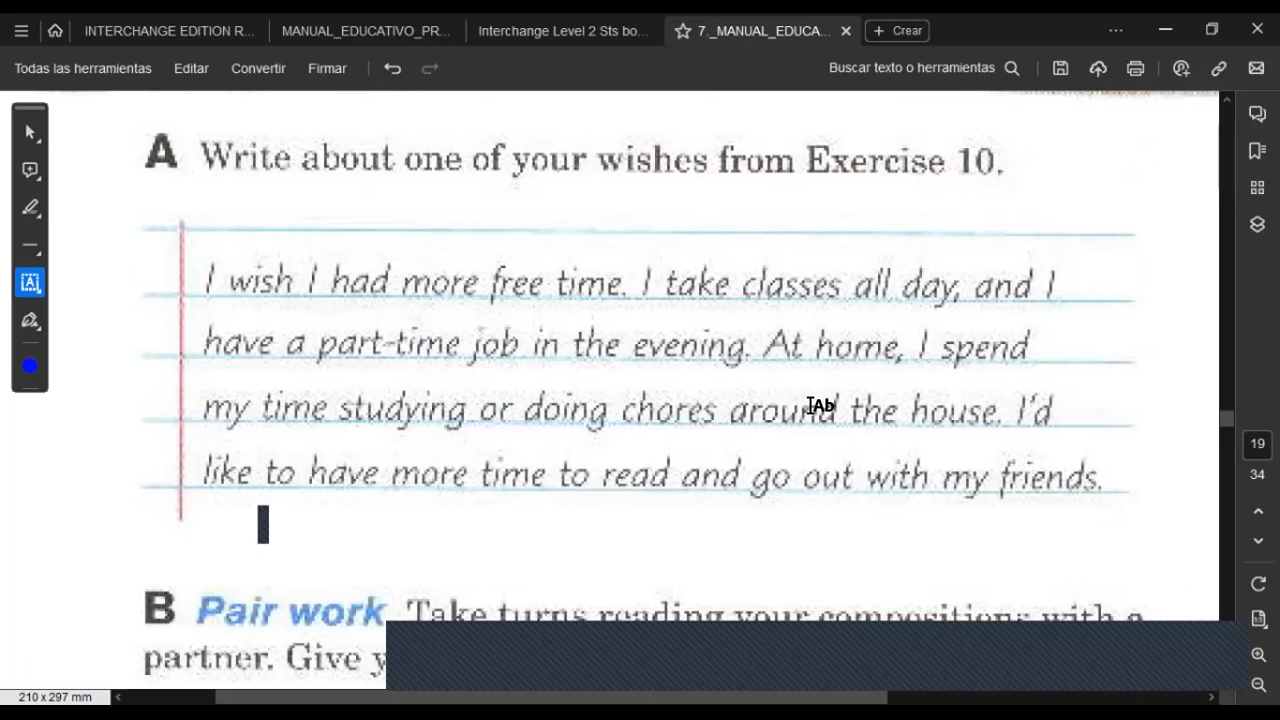 INTERCHANGE EDITION R... MANUAL_EDUCATIVO_PR... Interchange Level 2 Sts bo... 7._MANUAL_EDUCA... + Crear
Todas las herramientas Editar Convertir Firmar Buscar texto o herramientas
A Write about one of your wishes from Exercise 10.
I wish I had more free time. I take classes all day, and I
have a part-time job in the evening. At home, I spend
my time studying or doing chores around the house. I'd
like to have more time to read and go out with my friends.
B Pair work Take turns reading your compositions with a
partner. Give
19
34
210 x 297 mm